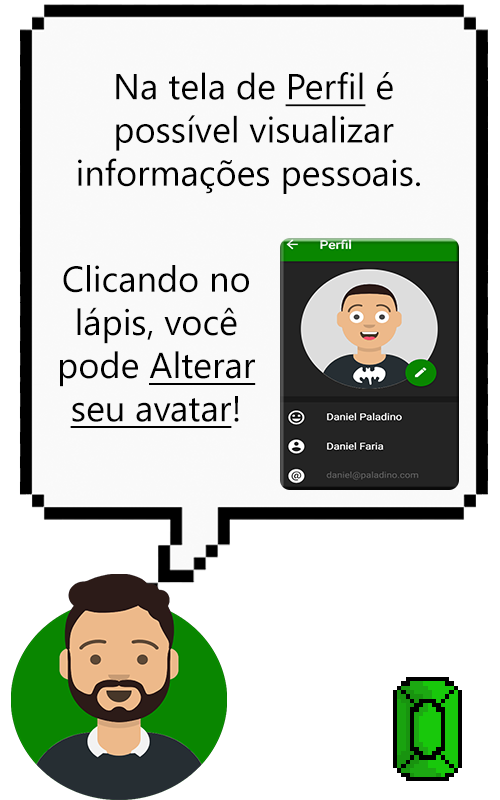 Na tela de Perfil é
possível visualizar
informações pessoais.
Clicando no
lápis, você
pode Alterar
seu avatar!
Perfil
Daniel Paladino
Daniel Faria
daniel@paladino.com